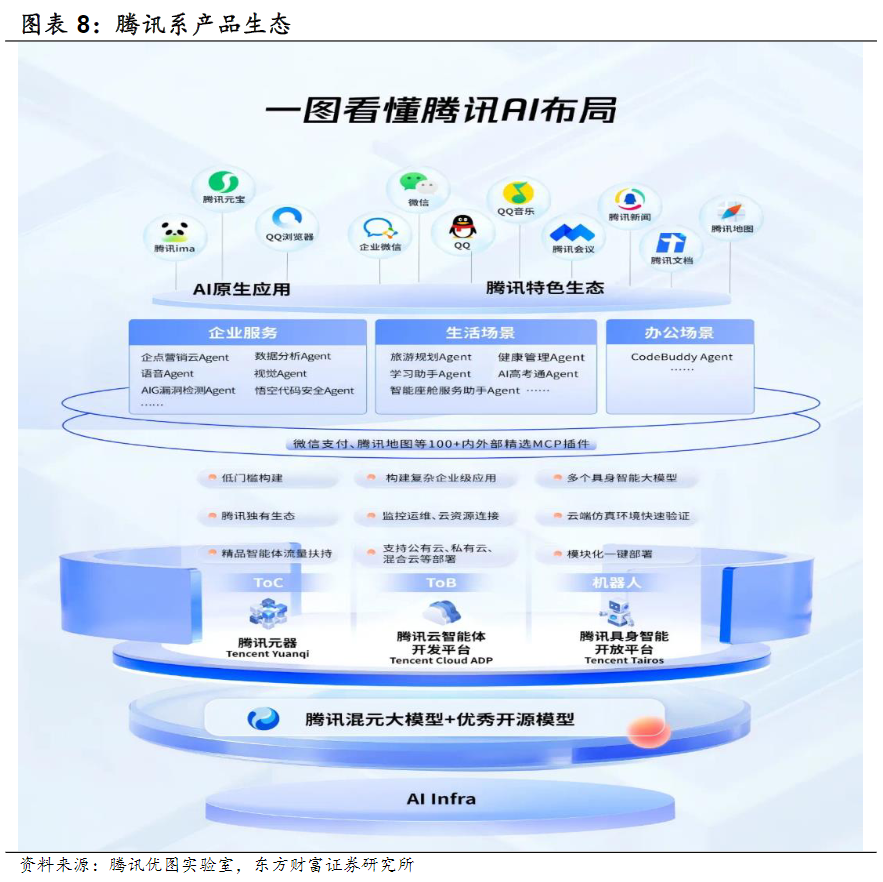 图表 8：腾讯系产品生态
一图看懂腾讯AI布局
腾讯元宝
微信
QQ音乐
腾讯新闻
腾讯地图
腾讯ima
QQ浏览器
企业微信
QQ
腾讯会议
腾讯文档
AI原生应用
腾讯特色生态
企业服务
企点营销云Agent 数据分析Agent
语音Agent 视觉Agent
AIG漏洞检测Agent 悟空代码安全Agent
……
生活场景
旅游规划Agent 健康管理Agent
学习助手Agent AI高考通Agent
智能座舱服务助手Agent ……
办公场景
CodeBuddy Agent
……
微信支付、腾讯地图等100+内外部精选MCP插件
低门槛构建
腾讯独有生态
精品智能体流量扶持
构建复杂企业级应用
监控运维、云资源连接
支持公有云、私有云、
混合云等部署
多个具身智能大模型
云端仿真环境快速验证
模块化一键部署
ToC
腾讯元器
Tencent Yuanqi
ToB
腾讯云智能体
开发平台
Tencent Cloud ADP
机器人
腾讯具身智能
开放平台
Tencent Tairos
腾讯混元大模型+优秀开源模型
AI Infra
资料来源：腾讯优图实验室，东方财富证券研究所